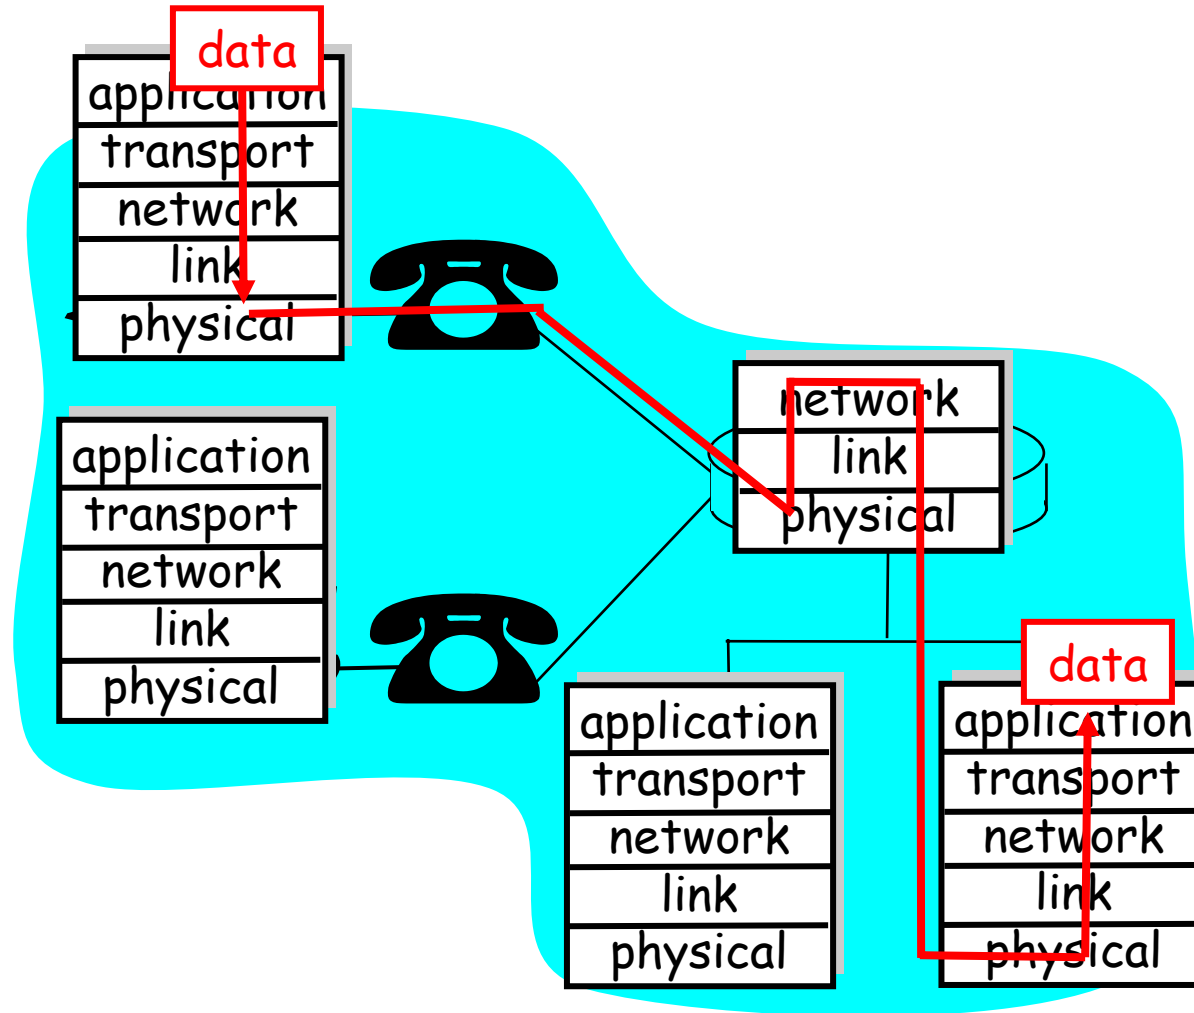 data
application
transport
network
link
physical
application
transport
network
link
physical
network
link
physical
application
transport
network
link
physical
data
application
transport
network
link
physical